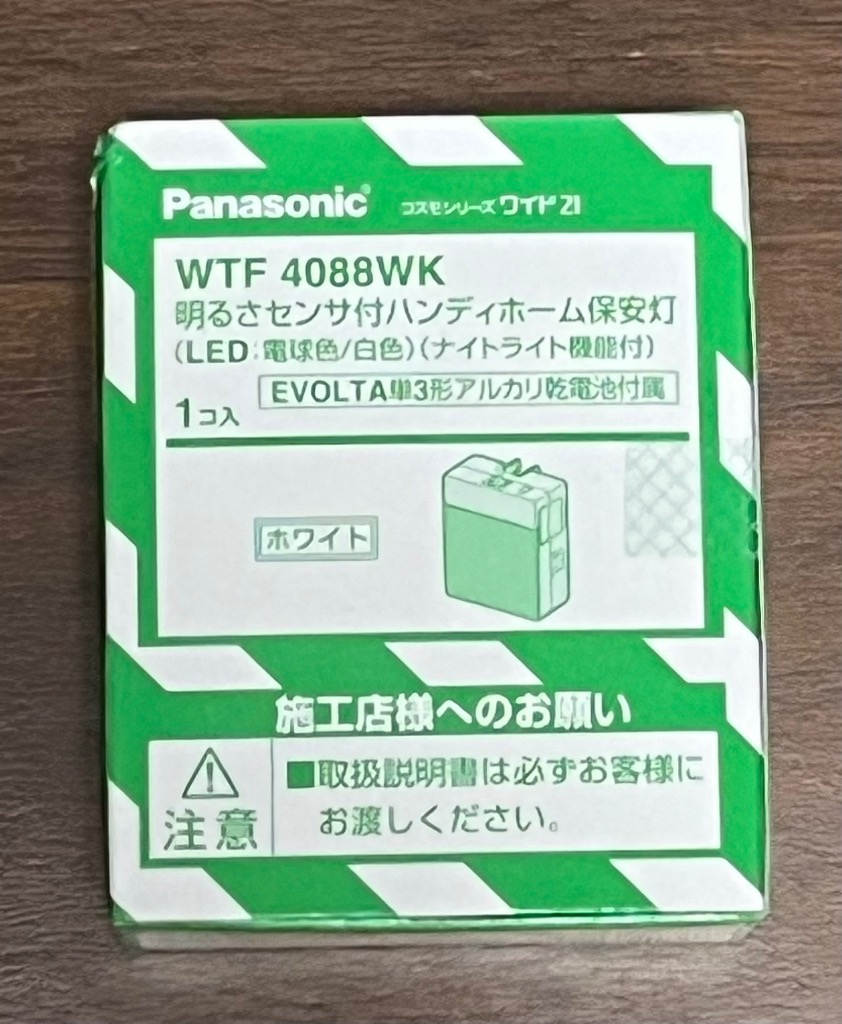 Panasonic コスモシリーズ ワイド21
WTF 4088WK
明るさセンサ付ハンディホーム保安灯
(LED:電球色/白色)(ナイトライト機能付)
EVOLTA単3形アルカリ乾電池付属
1コ入
ホワイト
施工店様へのお願い
注意
■取扱説明書は必ずお客様に
お渡しください。